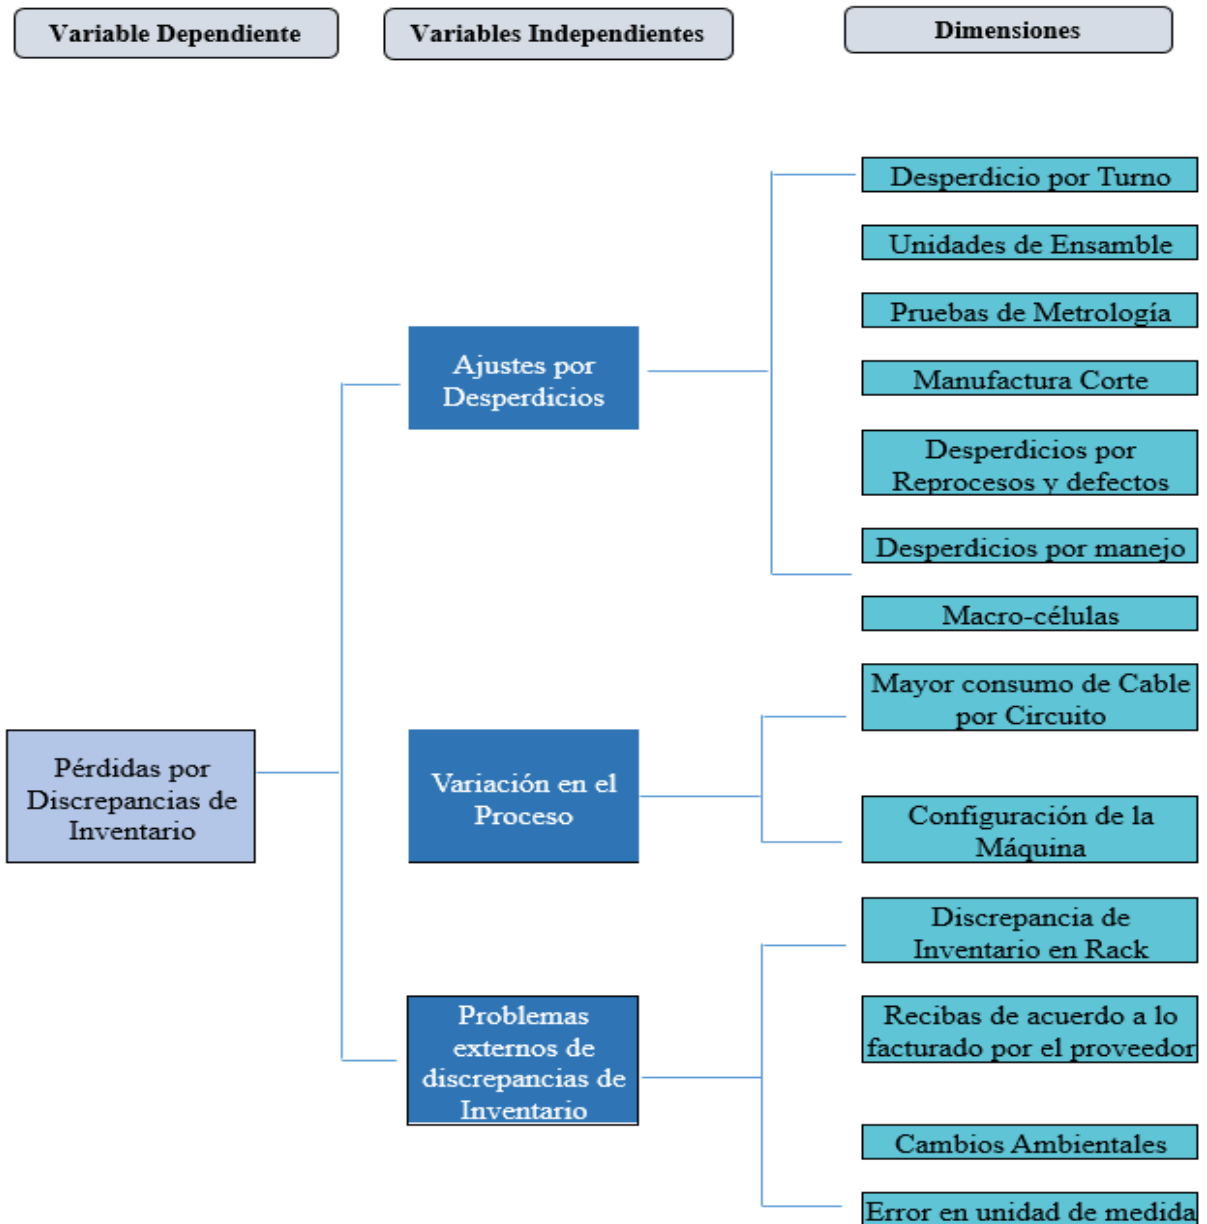 Variable Dependiente
Variables Independientes
Dimensiones
Desperdicio por Turno
Unidades de Ensamble
Pruebas de Metrología
Ajustes por
Desperdicios
Manufactura Corte
Desperdicios por
Reprocesos y defectos
Desperdicios por manejo
Macro-células
Mayor consumo de Cable
por Circuito
Pérdidas por
Discrepancias de
Inventario
Variación en el
Proceso
Configuración de la
Máquina
Discrepancia de
Inventario en Rack
Problemas
externos de
discrepancias de
Inventario
Recibas de acuerdo a lo
facturado por el proveedor
Cambios Ambientales
Error en unidad de medida